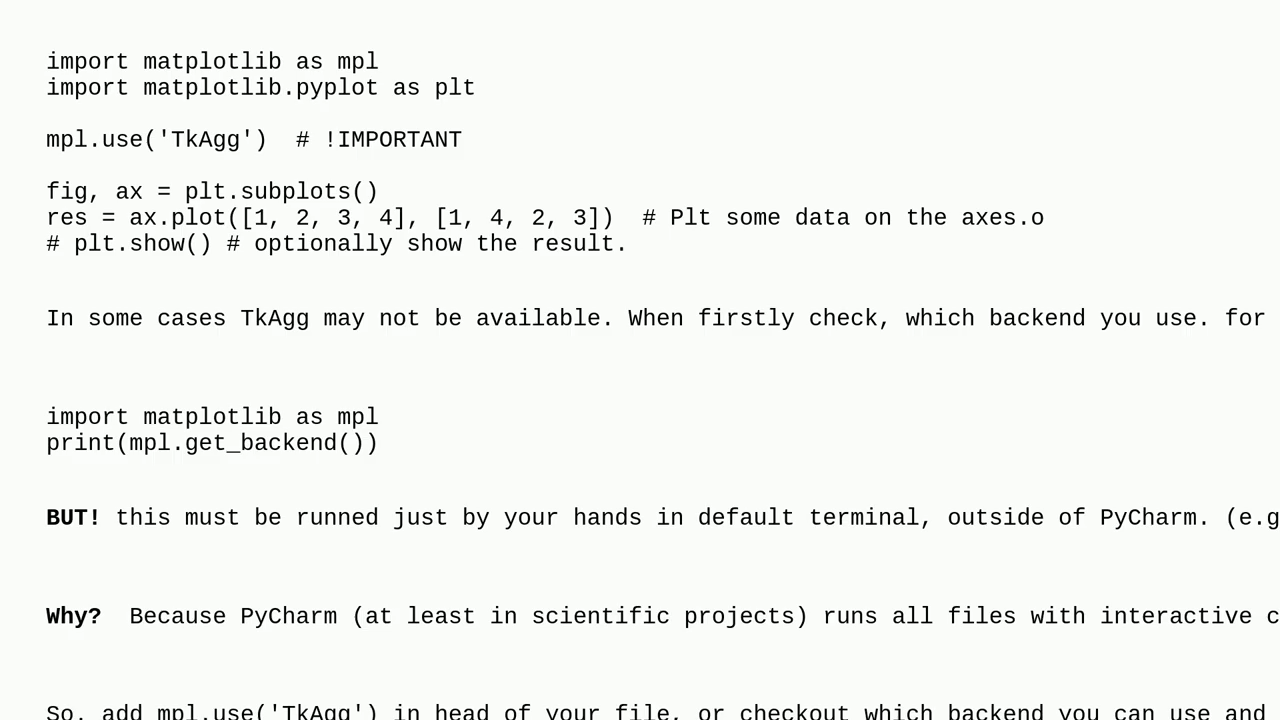 import matplotlib as mpl
import matplotlib.pyplot as plt
mpl.use('TkAgg')  # !IMPORTANT
fig, ax = plt.subplots()
res = ax.plot([1, 2, 3, 4], [1, 4, 2, 3])  # Plt some data on the axes.o
# plt.show() # optionally show the result.
In some cases TkAgg may not be available. When firstly check, which backend you use. for
import matplotlib as mpl
print(mpl.get_backend())
BUT! this must be runned just by your hands in default terminal, outside of PyCharm. (e.g
Why?  Because PyCharm (at least in scientific projects) runs all files with interactive c
So, add mpl.use('TkAgg') in head of your file, or checkout which backend you can use and